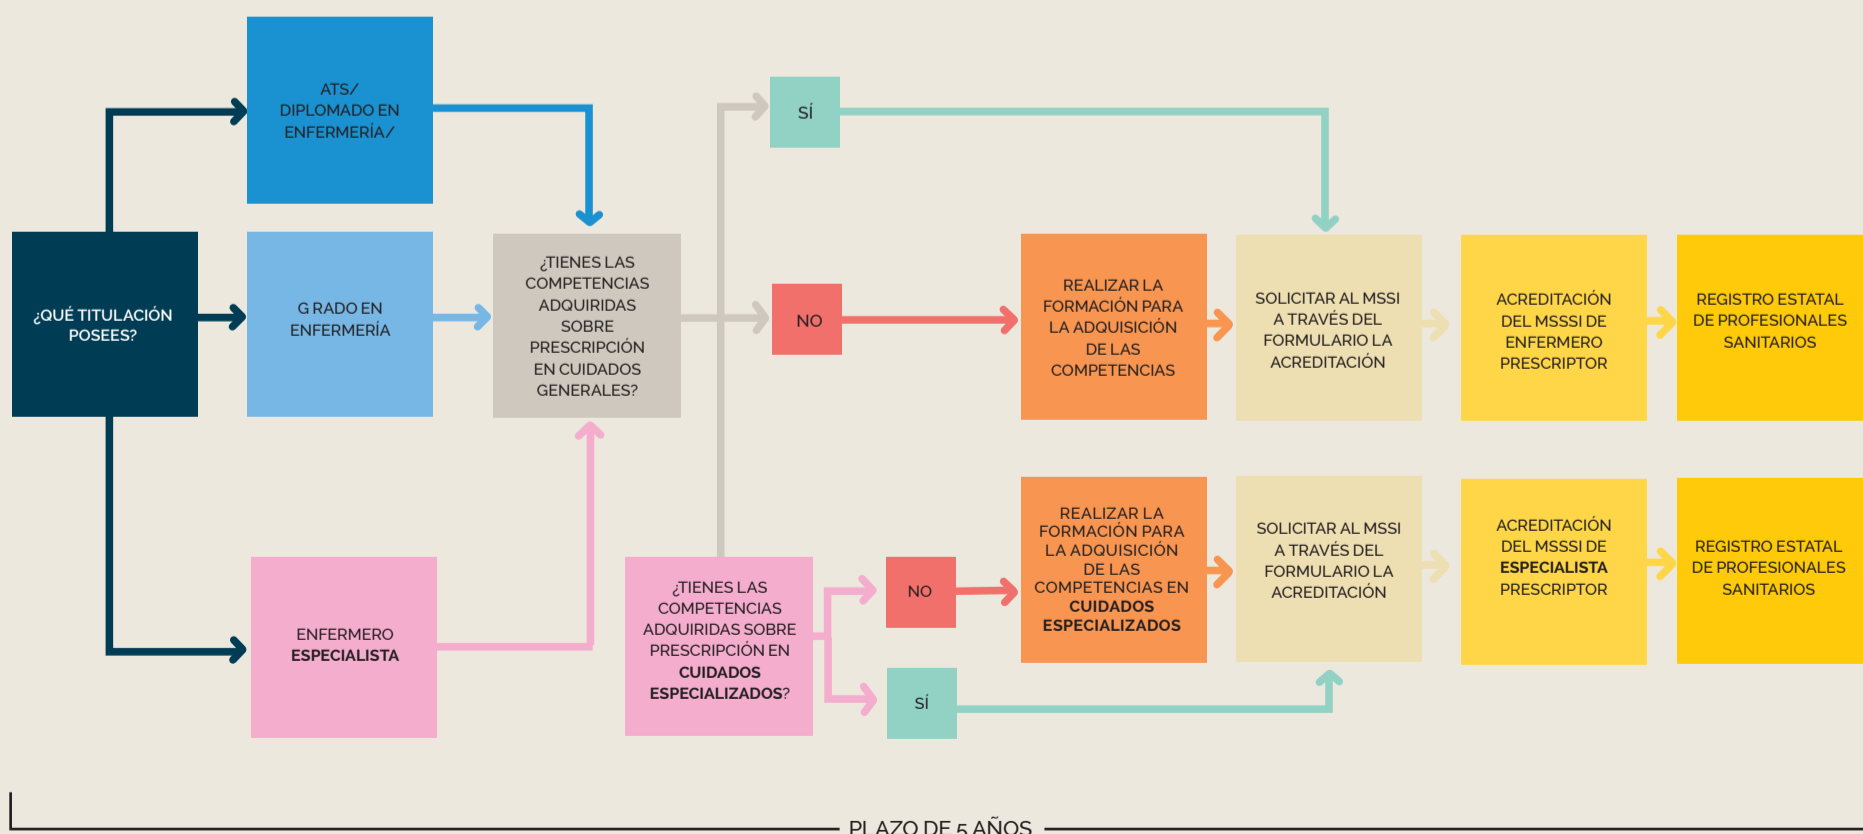 ATS/
DIPLOMADO EN
ENFERMERÍA/
¿QUÉ TITULACIÓN
POSEES?
G RADO EN
ENFERMERÍA
ENFERMERO
ESPECIALISTA
¿TIENES LAS
COMPETENCIAS
ADQUIRIDAS
SOBRE
PRESCRIPCIÓN
EN CUIDADOS
GENERALES?
SÍ
NO
REALIZAR LA
FORMACIÓN PARA
LA ADQUISICIÓN
DE LAS
COMPETENCIAS
SOLICITAR AL MSSI
A TRAVÉS DEL
FORMULARIO LA
ACREDITACIÓN
ACREDITACIÓN
DEL MSSSI DE
ENFERMERO
PRESCRIPTOR
REGISTRO ESTATAL
DE PROFESIONALES
SANITARIOS
¿TIENES LAS
COMPETENCIAS
ADQUIRIDAS SOBRE
PRESCRIPCIÓN EN
CUIDADOS
ESPECIALIZADOS?
NO
SÍ
REALIZAR LA
FORMACIÓN PARA
LA ADQUISICIÓN
DE LAS
COMPETENCIAS EN
CUIDADOS
ESPECIALIZADOS
SOLICITAR AL MSSI
A TRAVÉS DEL
FORMULARIO LA
ACREDITACIÓN
ACREDITACIÓN
DEL MSSSI DE
ESPECIALISTA
PRESCRIPTOR
REGISTRO ESTATAL
DE PROFESIONALES
SANITARIOS
PLAZO DE 5 AÑOS